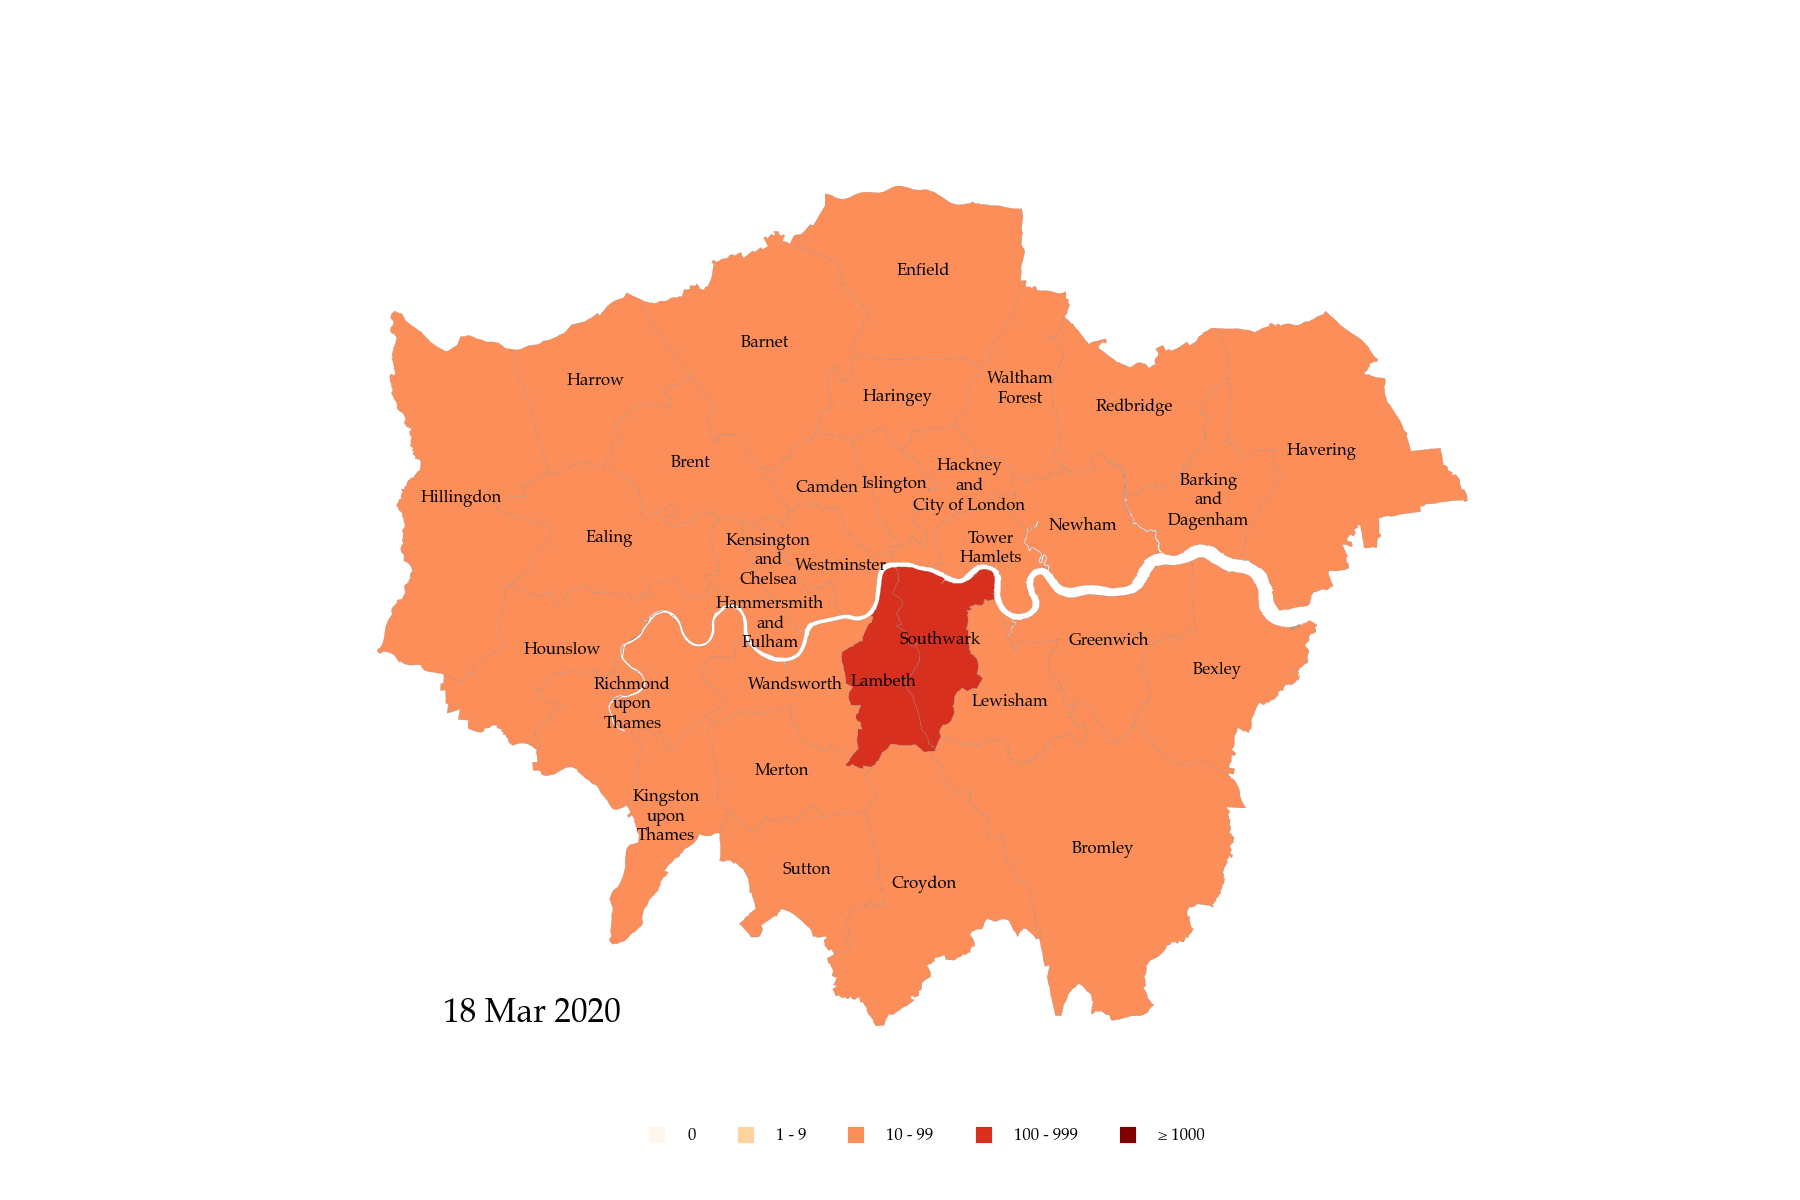 Enfield
Barnet
Harrow
Haringey
Waltham
Forest
Redbridge
Havering
Brent
Hillingdon
Camden
Islington
Hackney
and
City of London
Barking
and
Dagenham
Ealing
Newham
Kensington
and
Chelsea
Westminster
Tower
Hamlets
Hammersmith
and
Fulham
Hounslow
Southwark
Greenwich
Bexley
Richmond
upon
Thames
Wandsworth
Lambeth
Lewisham
Merton
Kingston
upon
Thames
Sutton
Croydon
Bromley
18 Mar 2020
0 1 - 9 10 - 99 100 - 999 ≥ 1000